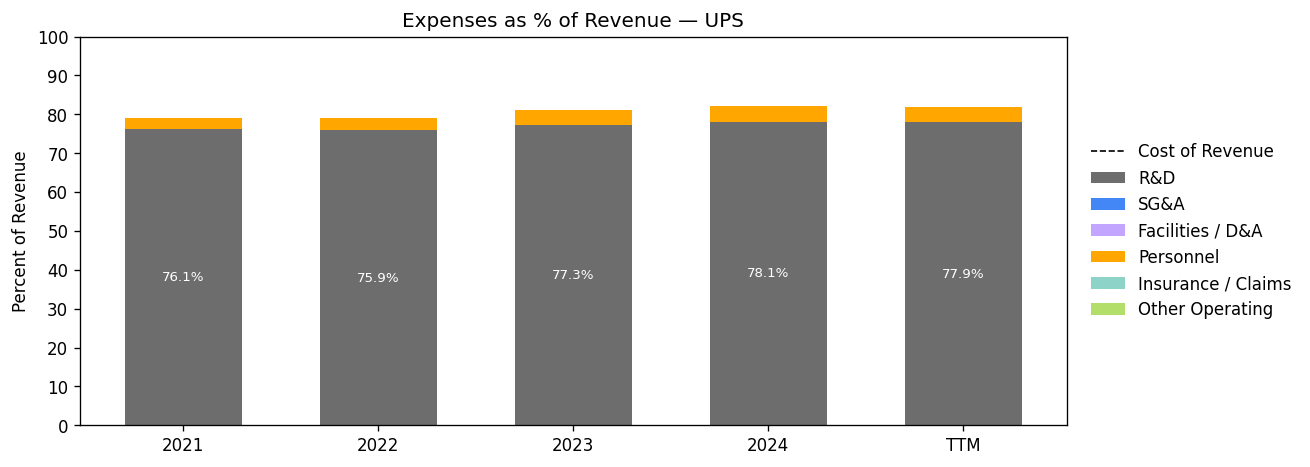 Expenses as % of Revenue — UPS
Percent of Revenue
100
90
80
70
60
50
40
30
20
10
0
76.1%
75.9%
77.3%
78.1%
77.9%
2021
2022
2023
2024
TTM
Cost of Revenue
R&D
SG&A
Facilities / D&A
Personnel
Insurance / Claims
Other Operating